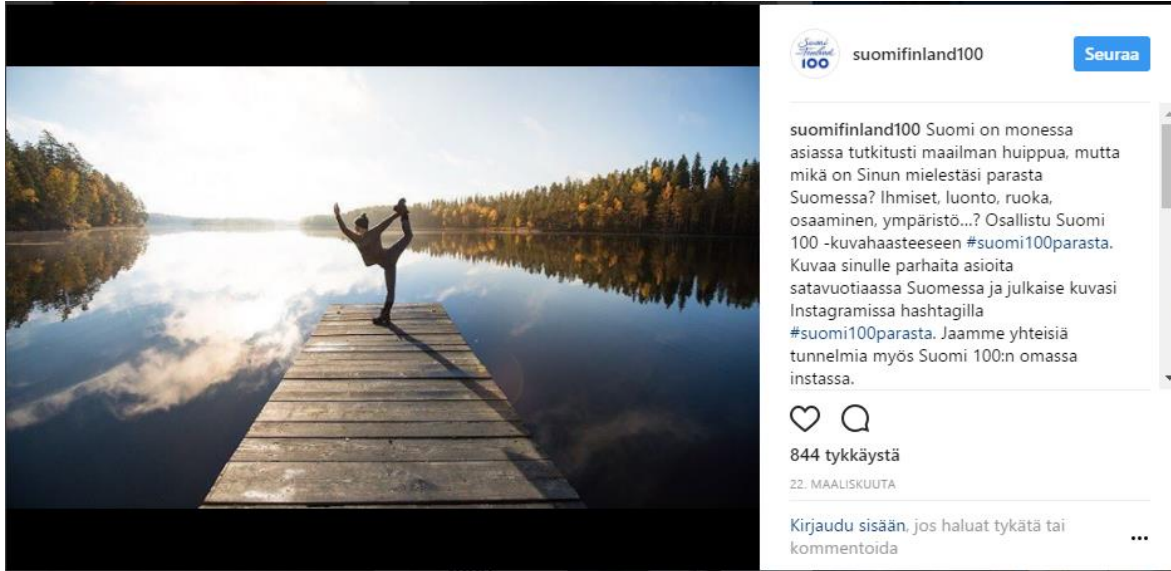 Suomi
Finland
100
suomifinland100
Seuraa
suomifinland100 Suomi on monessa
asiassa tutkitusti maailman huippua, mutta
mikä on Sinun mielestäsi parasta
Suomessa? Ihmiset, luonto, ruoka,
osaaminen, ympäristö...? Osallistu Suomi
100 -kuvahaasteeseen #suomi100parasta.
Kuvaa sinulle parhaita asioita
satavuotiaassa Suomessa ja julkaise kuvasi
Instagramissa hashtagilla
#suomi100parasta. Jaamme yhteisiä
tunnelmia myös Suomi 100:n omassa
instassa.
844 tykkäystä
22. MAALISKUUTA
Kirjaudu sisään, jos haluat tykätä tai
kommentoida